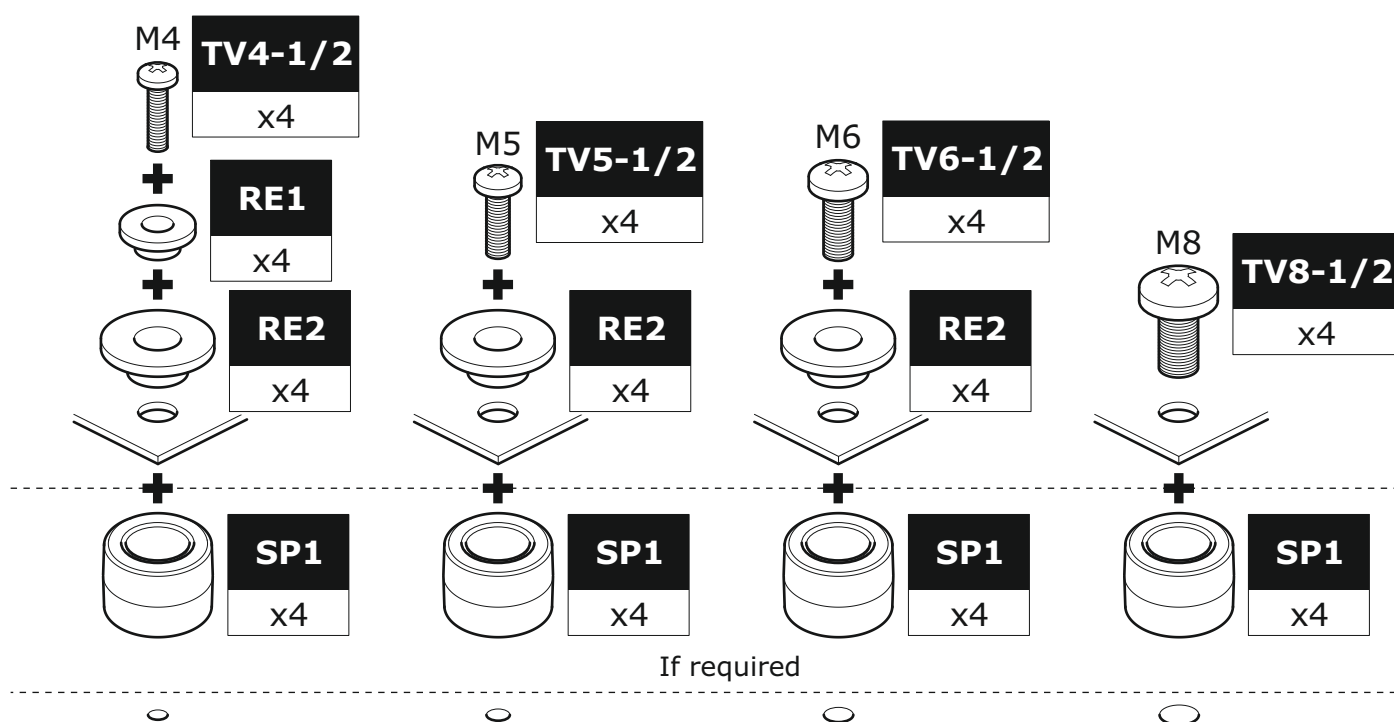 M4
TV4-1/2
x4
RE1
x4
RE2
x4
SP1
x4
M5
TV5-1/2
x4
RE2
x4
SP1
x4
M6
TV6-1/2
x4
RE2
x4
SP1
x4
M8
TV8-1/2
x4
SP1
x4
If required